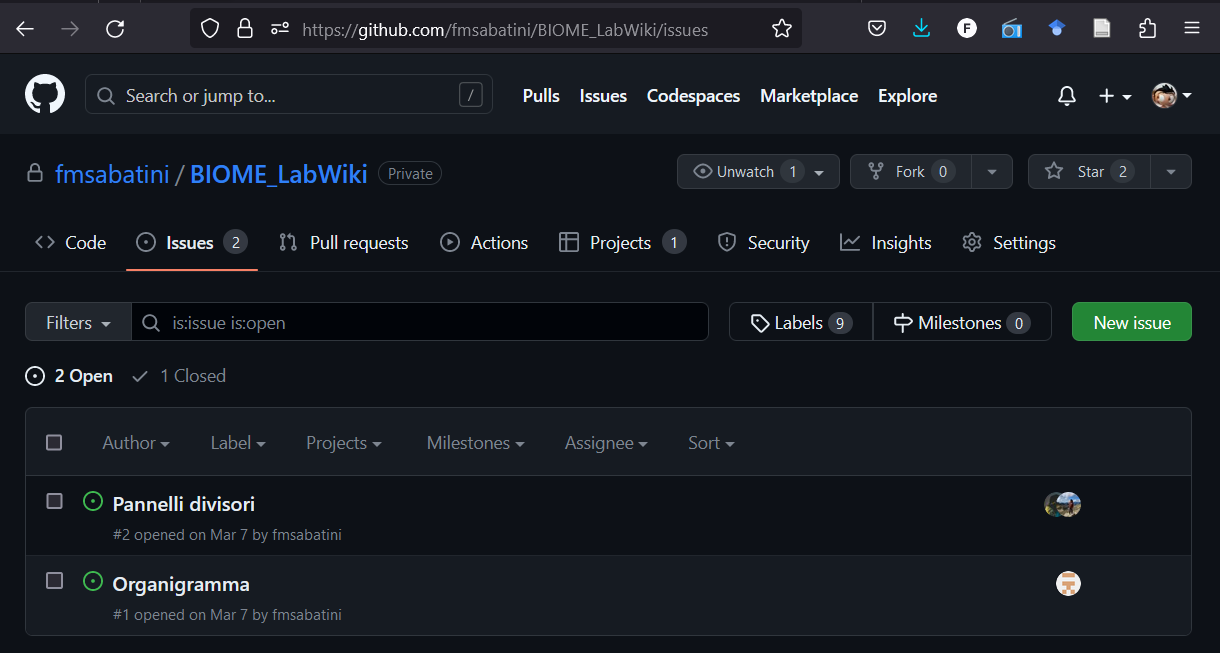 https://github.com/fmsabatini/BIOME_LabWiki/issues
F
Search or jump to... /
Pulls Issues Codespaces Marketplace Explore
fmsabatini / BIOME_LabWiki Private
Unwatch 1 Fork 0 Star 2
Code Issues 2 Pull requests Actions Projects 1 Security Insights Settings
Filters is:issue is:open Labels 9 Milestones 0 New issue
2 Open 1 Closed
Author Label Projects Milestones Assignee Sort
Pannelli divisori
#2 opened on Mar 7 by fmsabatini
Organigramma
#1 opened on Mar 7 by fmsabatini